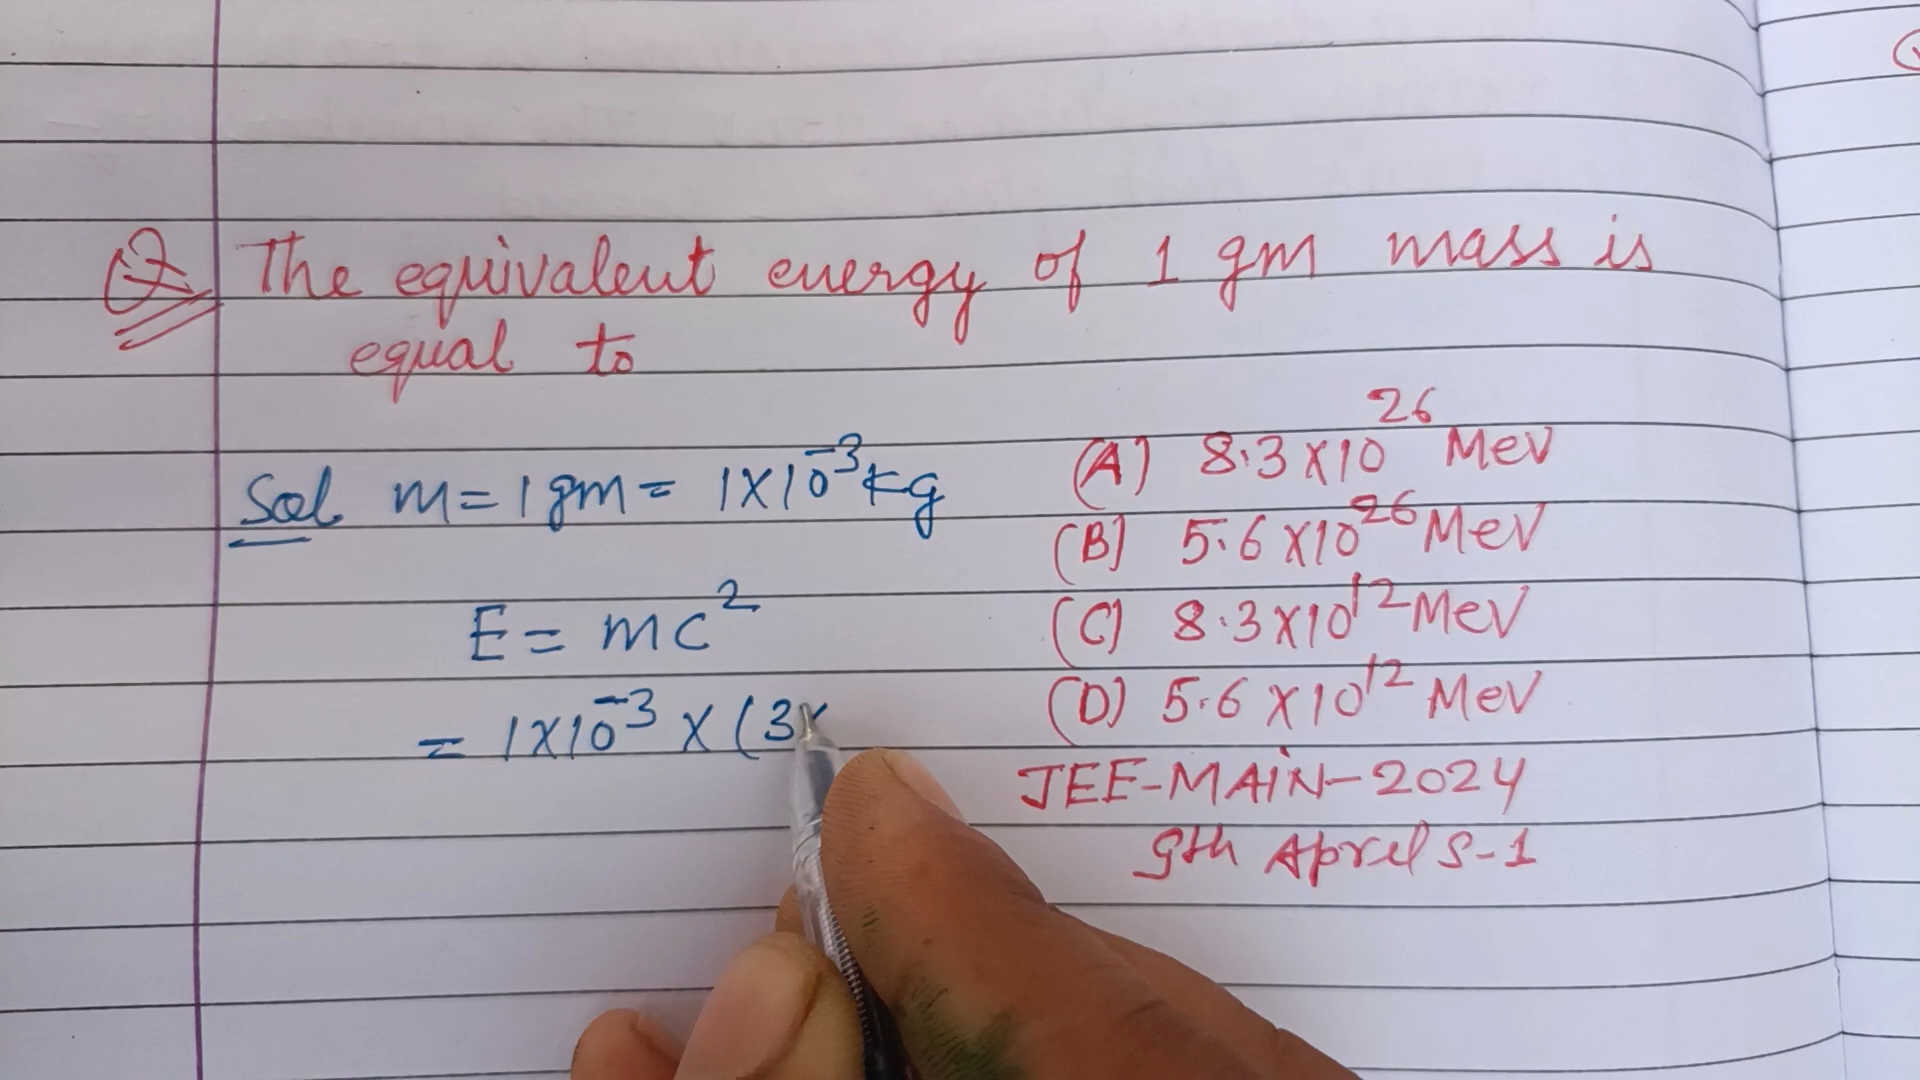 Q The equivalent energy of 1 gm mass is
equal to
Sol m = 1 gm = 1×10⁻³ kg
E = mc²
= 1×10⁻³ × (3×
(A) 8.3×10²⁶ MeV
(B) 5.6×10²⁶ MeV
(C) 8.3×10¹² MeV
(D) 5.6×10¹² MeV
JEE-MAIN-2024
9th April S-1